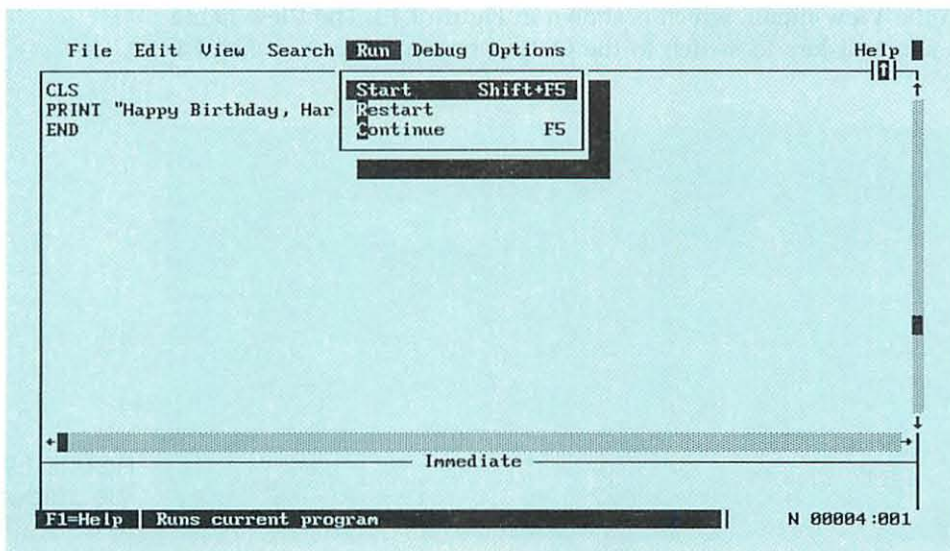 File Edit View Search Run Debug Options Help
CLS
PRINT "Happy Birthday, Har
END
Start Shift+F5
Restart
Continue F5
Immediate
F1=Help Runs current program N 00004:001